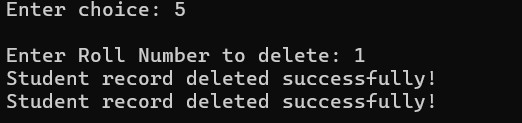 Enter choice: 5
Enter Roll Number to delete: 1
Student record deleted successfully!
Student record deleted successfully!